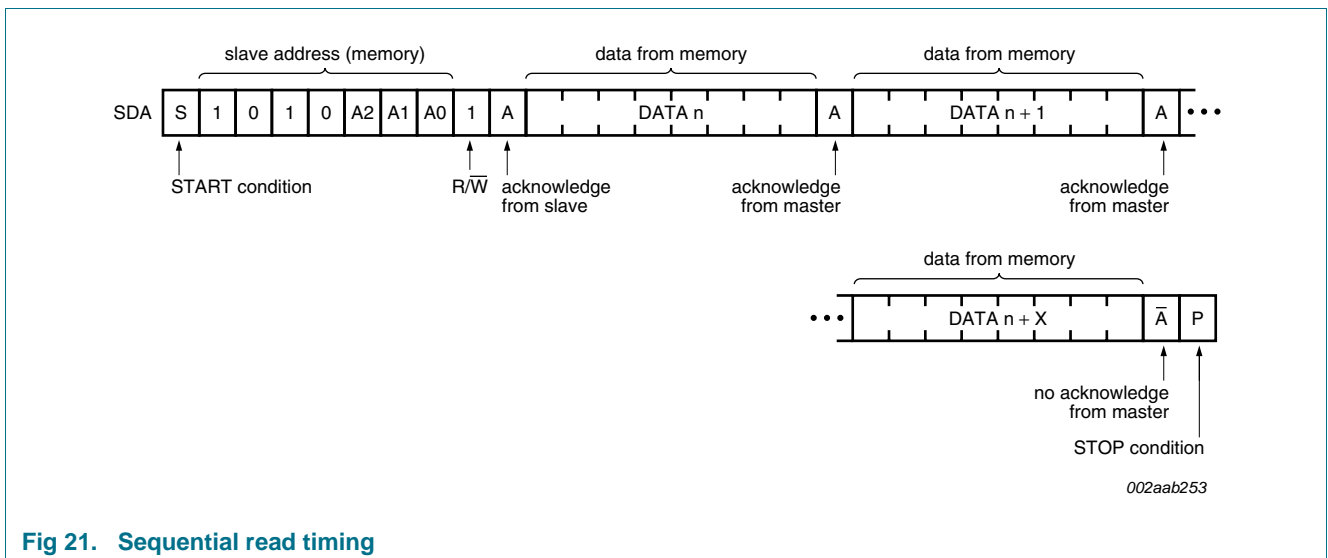 slave address (memory) data from memory data from memory
SDA S 1 0 1 0 A2 A1 A0 1 A DATA n A DATA n + 1 A •••
START condition R/W̅ acknowledge from slave acknowledge from master acknowledge from master
data from memory
••• DATA n + X A̅ P
no acknowledge
from master
STOP condition
002aab253
Fig 21. Sequential read timing